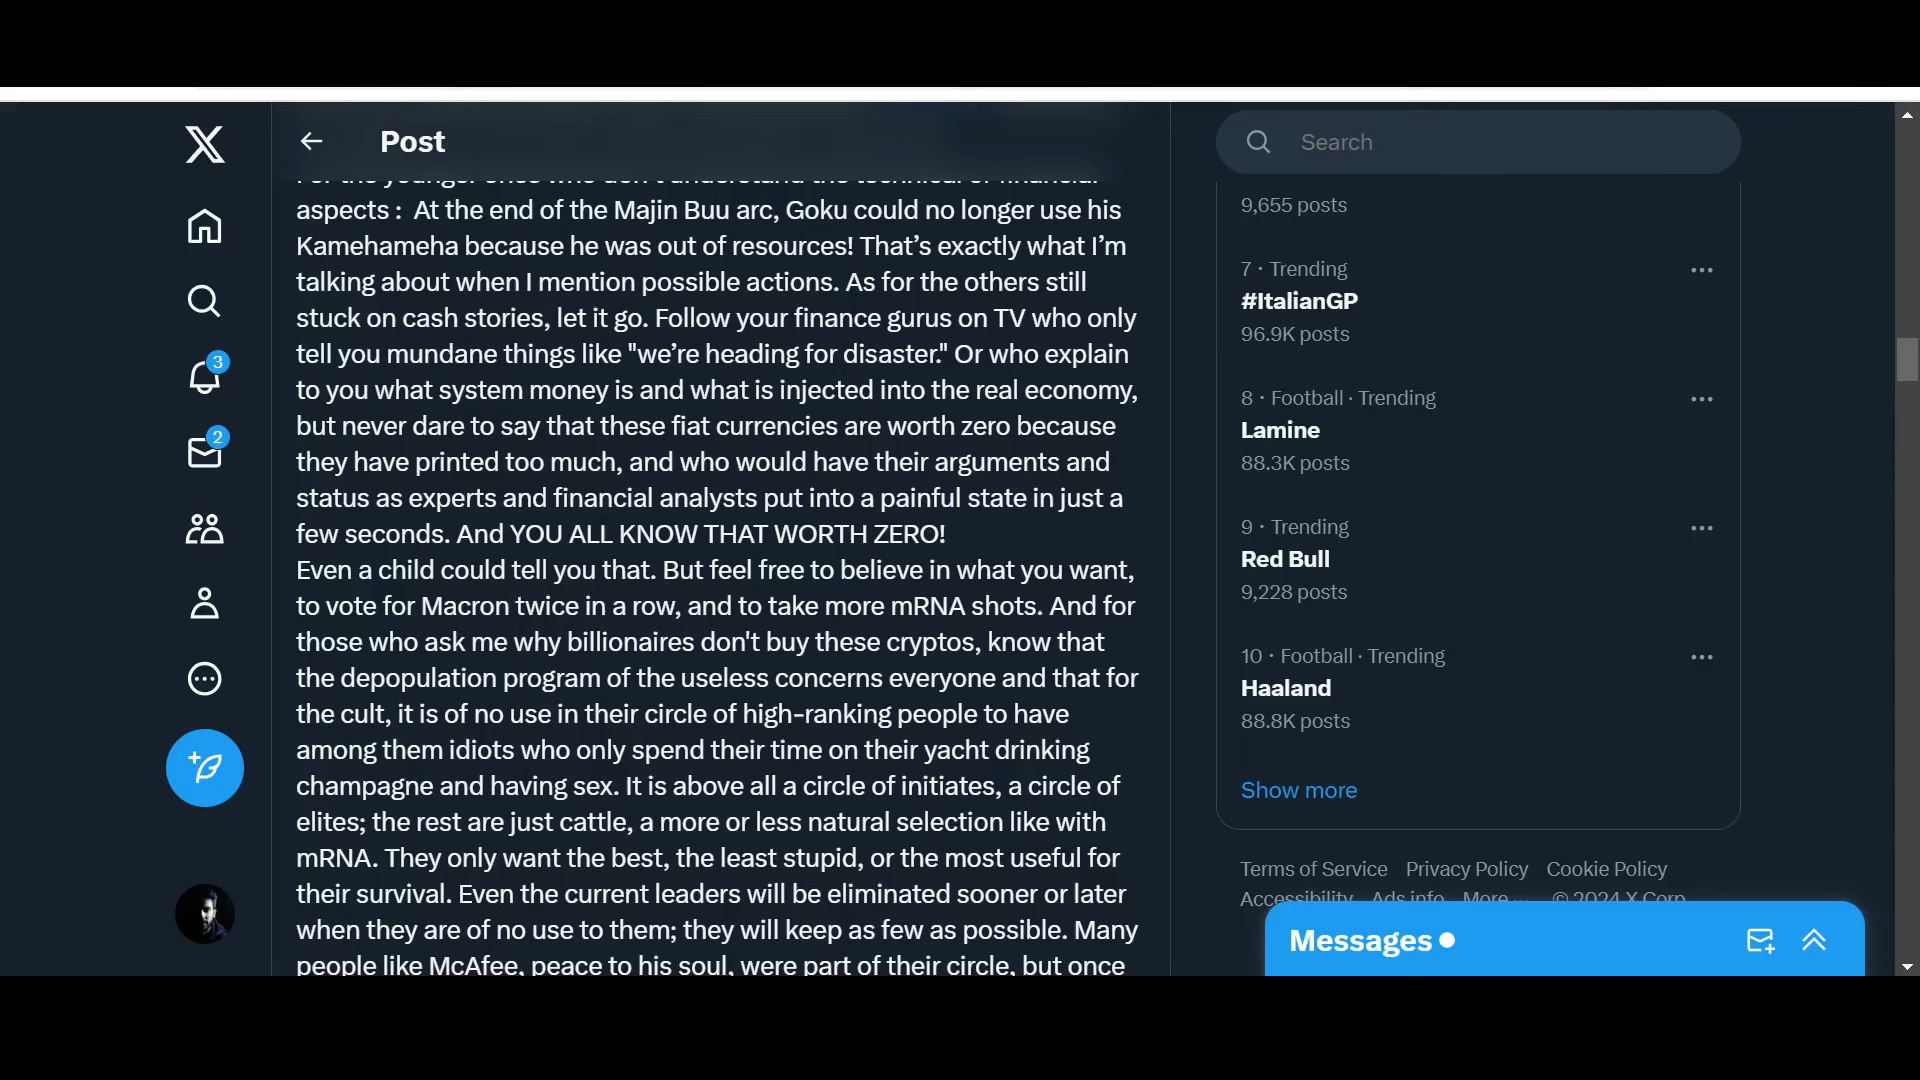 Post
For the younger ones who don't understand the technical or financial
aspects :  At the end of the Majin Buu arc, Goku could no longer use his
Kamehameha because he was out of resources! That’s exactly what I’m
talking about when I mention possible actions. As for the others still
stuck on cash stories, let it go. Follow your finance gurus on TV who only
tell you mundane things like "we’re heading for disaster." Or who explain
to you what system money is and what is injected into the real economy,
but never dare to say that these fiat currencies are worth zero because
they have printed too much, and who would have their arguments and
status as experts and financial analysts put into a painful state in just a
few seconds. And YOU ALL KNOW THAT WORTH ZERO!
Even a child could tell you that. But feel free to believe in what you want,
to vote for Macron twice in a row, and to take more mRNA shots. And for
those who ask me why billionaires don't buy these cryptos, know that
the depopulation program of the useless concerns everyone and that for
the cult, it is of no use in their circle of high-ranking people to have
among them idiots who only spend their time on their yacht drinking
champagne and having sex. It is above all a circle of initiates, a circle of
elites; the rest are just cattle, a more or less natural selection like with
mRNA. They only want the best, the least stupid, or the most useful for
their survival. Even the current leaders will be eliminated sooner or later
when they are of no use to them; they will keep as few as possible. Many
people like McAfee, peace to his soul, were part of their circle, but once
3
2
Search
9,655 posts
7 · Trending
#ItalianGP
96.9K posts
8 · Football · Trending
Lamine
88.3K posts
9 · Trending
Red Bull
9,228 posts
10 · Football · Trending
Haaland
88.8K posts
Show more
Terms of Service Privacy Policy Cookie Policy
Accessibility Ads info More ... © 2024 X Corp.
Messages